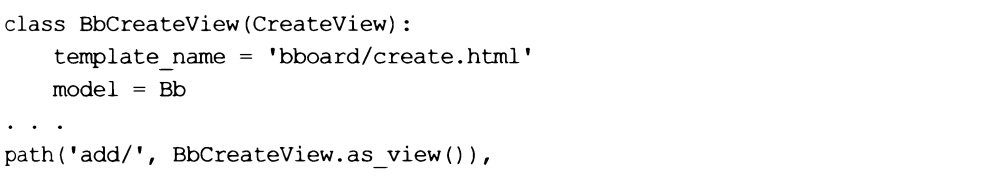 class BbCreateView(CreateView):
    template_name = 'bboard/create.html'
    model = Bb
. . .
path('add/', BbCreateView.as_view()),